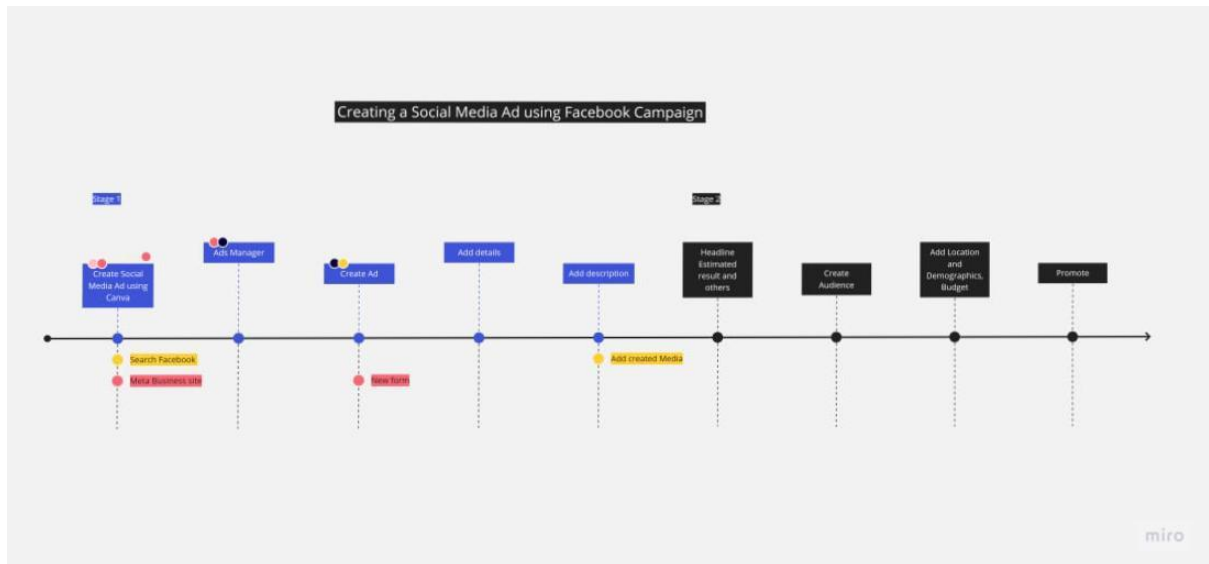 Creating a Social Media Ad using Facebook Campaign
Stage 1
Stage 2
Create Social
Media Ad using
Canva
Ads Manager
Create Ad
Add details
Add description
Headline
Estimated
result and
others
Create
Audience
Add Location
and
Demographics,
Budget
Promote
Search Facebook
Meta Business site
New form
Add created Media
miro